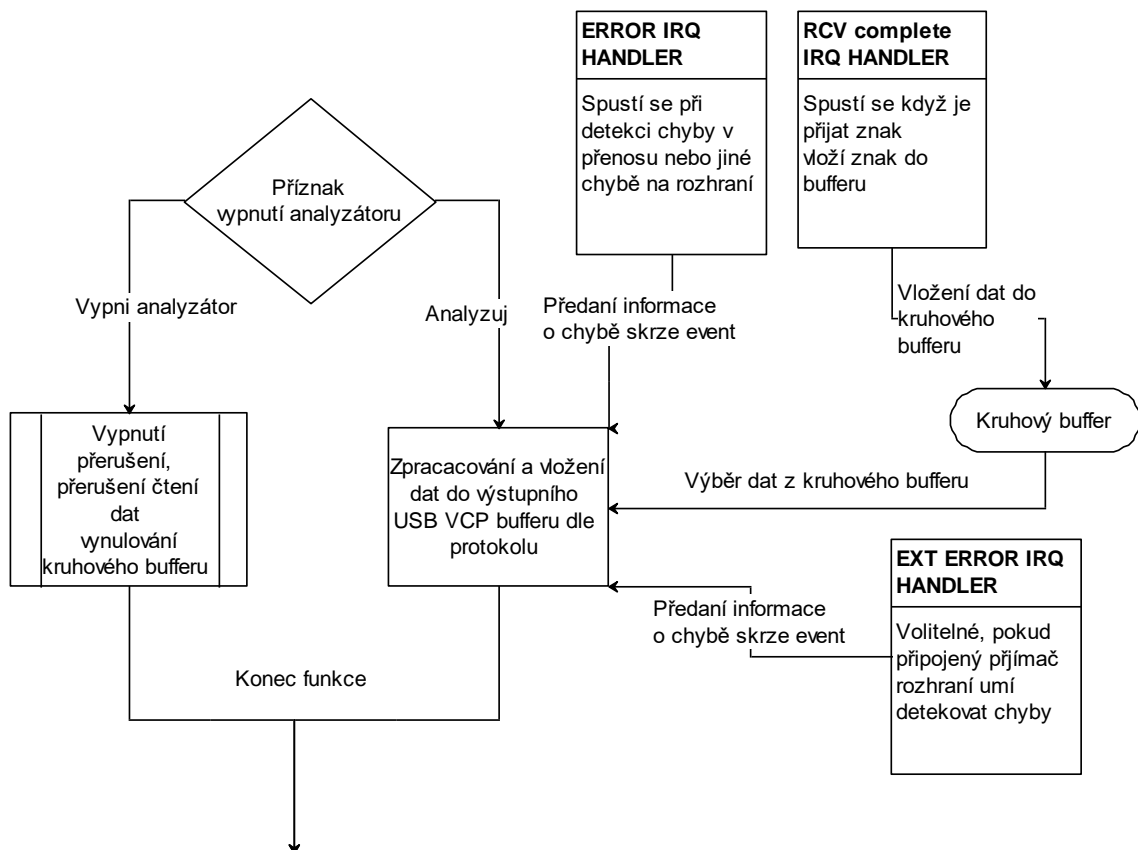 ERROR IRQ
HANDLER
Spustí se při
detekci chyby v
přenosu nebo jiné
chybě na rozhraní
RCV complete
IRQ HANDLER
Spustí se když je
přijat znak
vloží znak do
bufferu
Příznak
vypnutí analyzátoru
Vypni analyzátor
Analyzuj
Předaní informace
o chybě skrze event
Vložení dat do
kruhového
bufferu
Kruhový buffer
Vypnutí
přerušení,
přerušení čtení
dat
vynulování
kruhového bufferu
Zpracacování a vložení
dat do výstupního
USB VCP bufferu dle
protokolu
Výběr dat z kruhového bufferu
EXT ERROR IRQ
HANDLER
Volitelné, pokud
připojený přjímač
rozhraní umí
detekovat chyby
Předaní informace
o chybě skrze event
Konec funkce